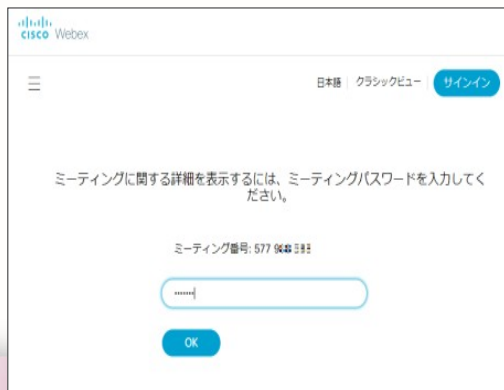 CISCO Webex
日本語 クラシックビュー サインイン
ミーティングに関する詳細を表示するには、ミーティングパスワードを入力してく
ださい。
ミーティング番号: 577
OK